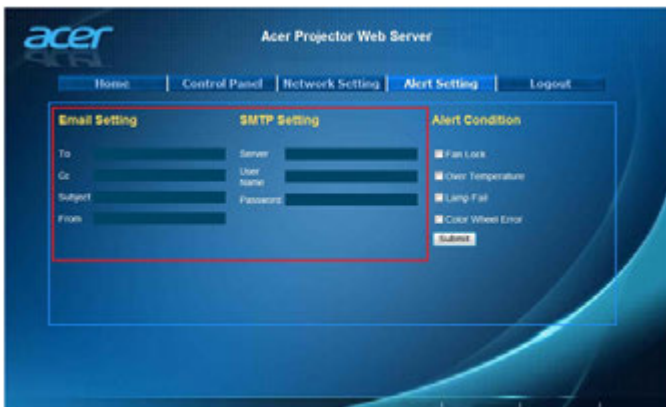 acer
Acer Projector Web Server
Home
Control Panel
Network Setting
Alert Setting
Logout
Email Setting
To
Cc
Subject
From
SMTP Setting
Server
User
Name
Password
Alert Condition
Fan Lock
Over Temperature
Lamp Fail
Color Wheel Error
Submit